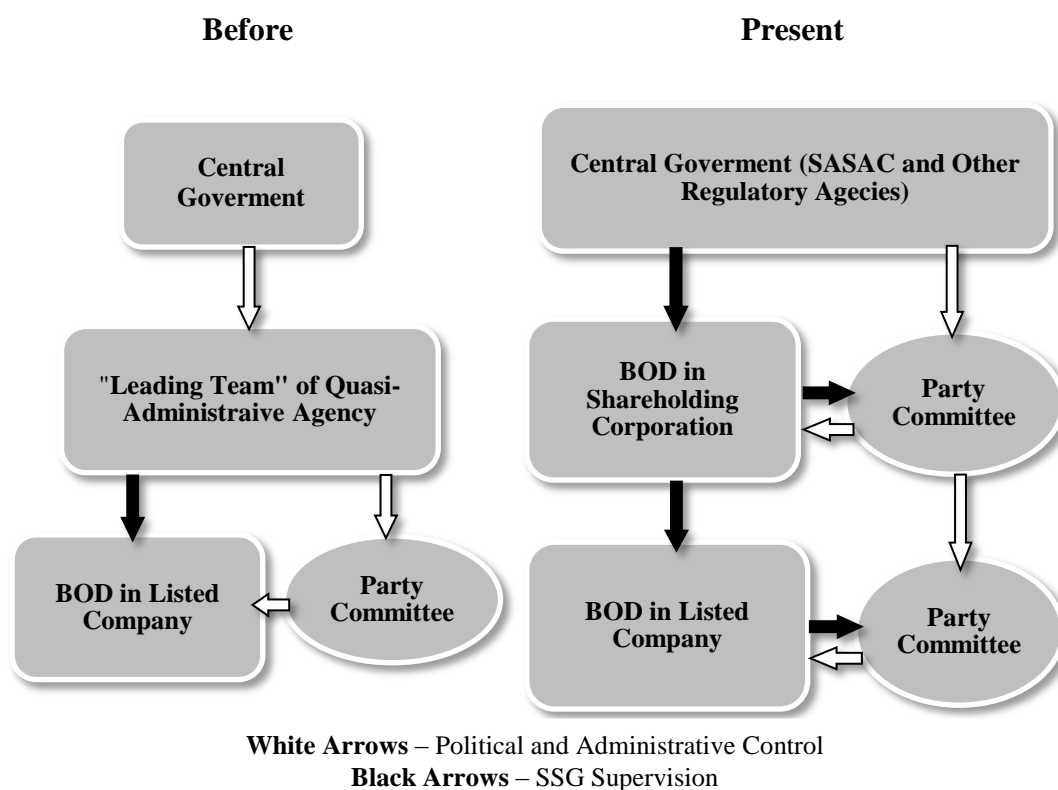 Before
Central
Goverment
"Leading Team" of Quasi-
Administraive Agency
BOD in Listed
Company
Party
Committee
Present
Central Goverment (SASAC and Other
Regulatory Agecies)
BOD in
Shareholding
Corporation
Party
Committee
BOD in Listed
Company
Party
Committee
White Arrows – Political and Administrative Control
Black Arrows – SSG Supervision